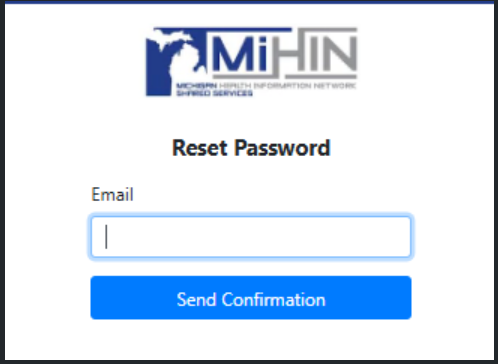 MiHIN
MICHIGAN HEALTH INFORMATION NETWORK
SHARED SERVICES
Reset Password
Email
Send Confirmation